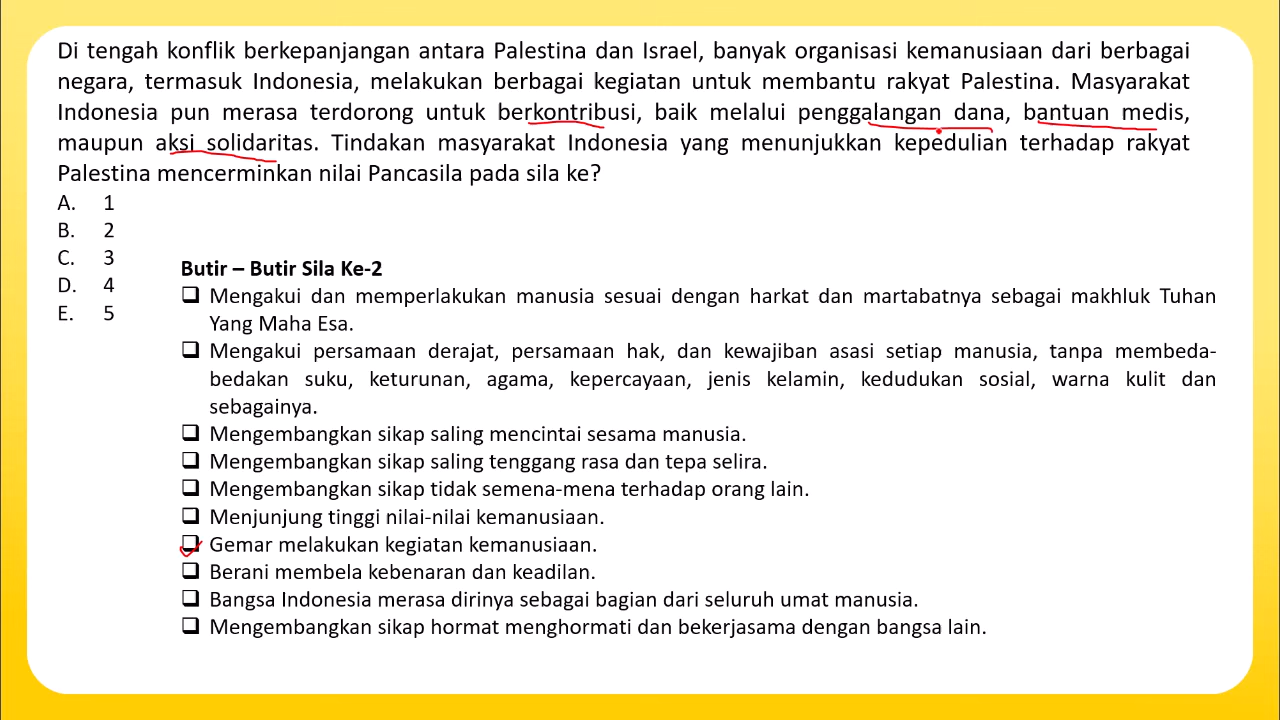 Di tengah konflik berkepanjangan antara Palestina dan Israel, banyak organisasi kemanusiaan dari berbagai
negara, termasuk Indonesia, melakukan berbagai kegiatan untuk membantu rakyat Palestina. Masyarakat
Indonesia pun merasa terdorong untuk berkontribusi, baik melalui penggalangan dana, bantuan medis,
maupun aksi solidaritas. Tindakan masyarakat Indonesia yang menunjukkan kepedulian terhadap rakyat
Palestina mencerminkan nilai Pancasila pada sila ke?
A. 1
B. 2
C. 3
D. 4
E. 5
Butir – Butir Sila Ke-2
Mengakui dan memperlakukan manusia sesuai dengan harkat dan martabatnya sebagai makhluk Tuhan
Yang Maha Esa.
Mengakui persamaan derajat, persamaan hak, dan kewajiban asasi setiap manusia, tanpa membeda-
bedakan suku, keturunan, agama, kepercayaan, jenis kelamin, kedudukan sosial, warna kulit dan
sebagainya.
Mengembangkan sikap saling mencintai sesama manusia.
Mengembangkan sikap saling tenggang rasa dan tepa selira.
Mengembangkan sikap tidak semena-mena terhadap orang lain.
Menjunjung tinggi nilai-nilai kemanusiaan.
Gemar melakukan kegiatan kemanusiaan.
Berani membela kebenaran dan keadilan.
Bangsa Indonesia merasa dirinya sebagai bagian dari seluruh umat manusia.
Mengembangkan sikap hormat menghormati dan bekerjasama dengan bangsa lain.